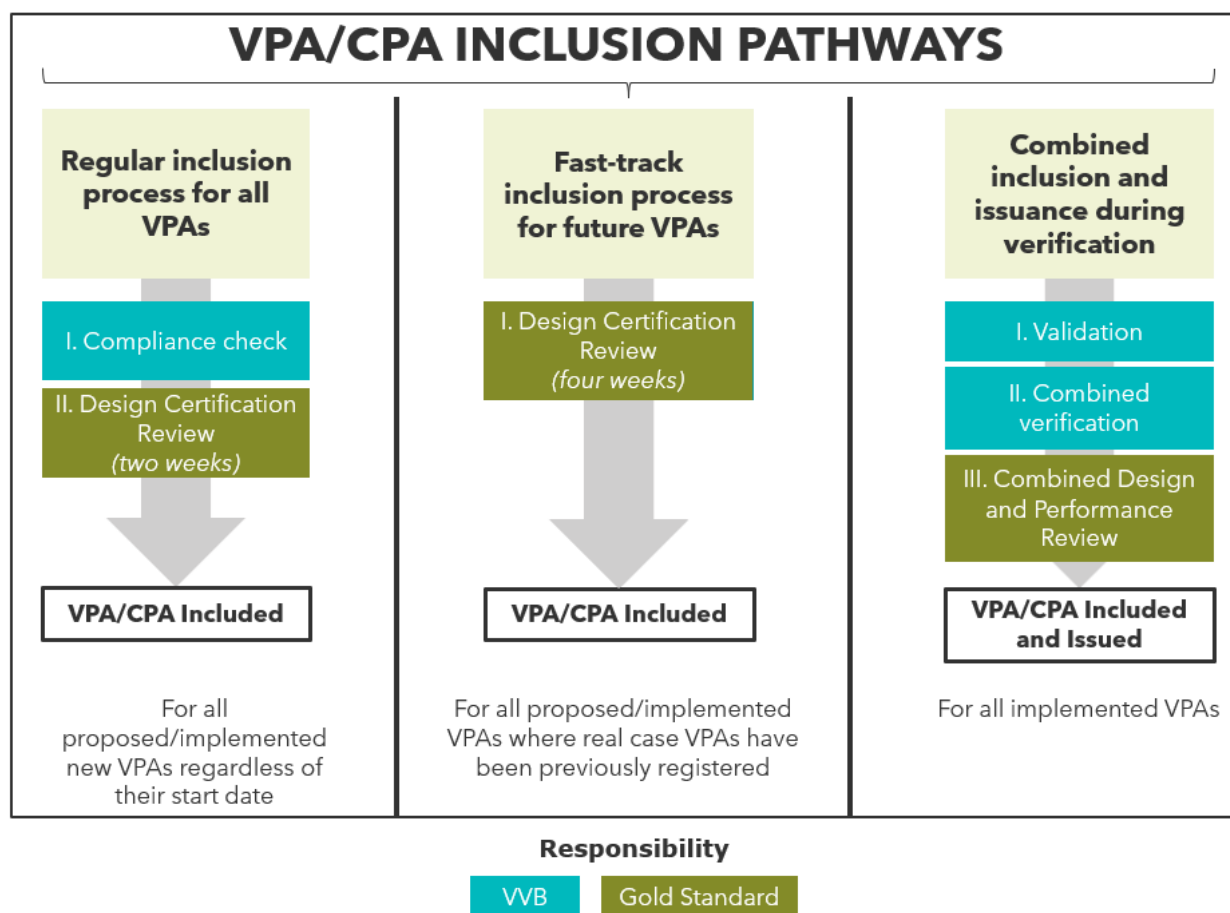 VPA/CPA INCLUSION PATHWAYS
Regular inclusion
process for all
VPAs
I. Compliance check
II. Design Certification
Review
(two weeks)
VPA/CPA Included
For all
proposed/implemented
new VPAs regardless of
their start date
Fast-track
inclusion process
for future VPAs
I. Design Certification
Review
(four weeks)
VPA/CPA Included
For all proposed/implemented
VPAs where real case VPAs have
been previously registered
Combined
inclusion and
issuance during
verification
I. Validation
II. Combined
verification
III. Combined Design
and Performance
Review
VPA/CPA Included
and Issued
For all implemented VPAs
Responsibility
VVB
Gold Standard